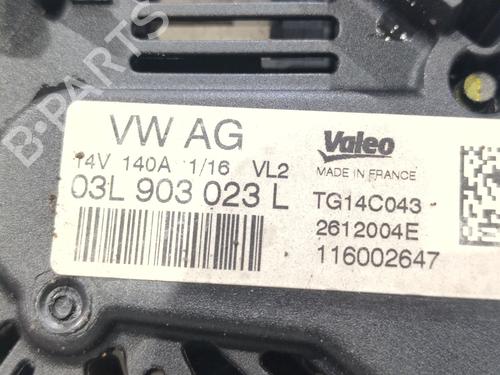 B-PARTS
VW AG
14V 140A 1/16 VL2
03L 903 023 L
Valeo
MADE IN FRANCE
TG14C043
2612004E
116002647